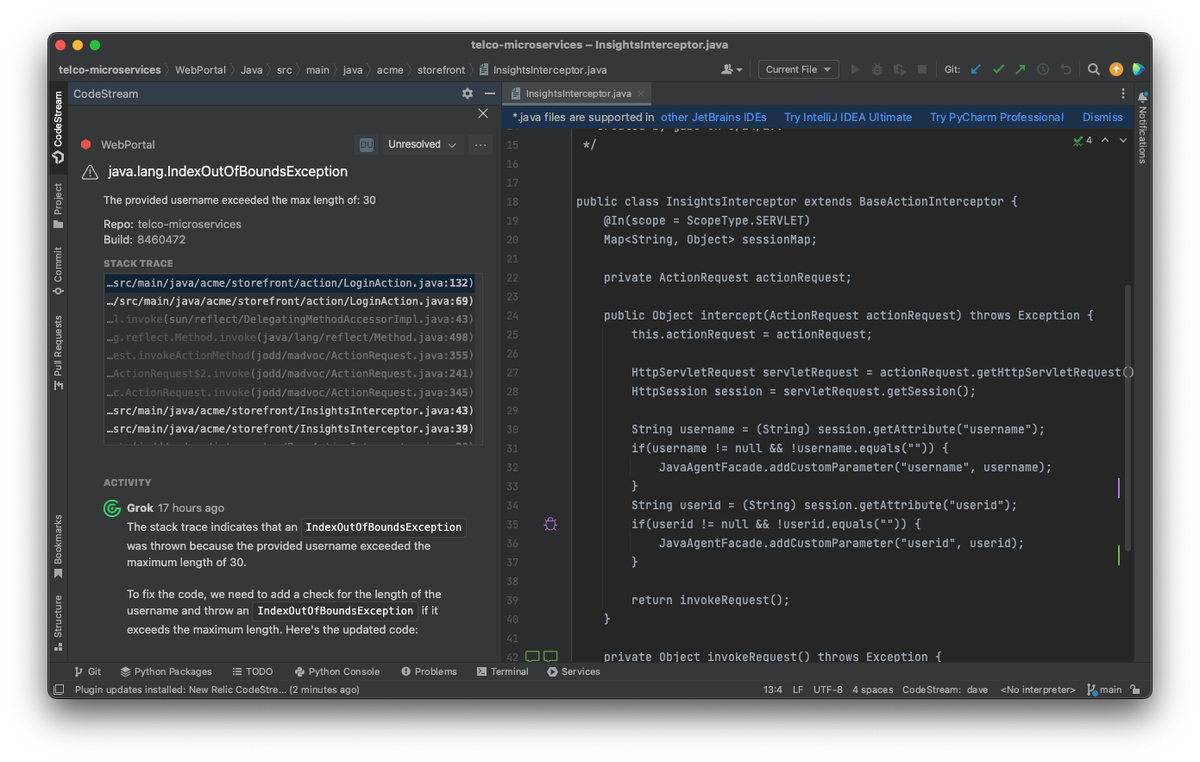 telco-microservices – InsightsInterceptor.java
telco-microservices WebPortal Java src main java acme storefront InsightsInterceptor.java
Current File
Git:
CodeStream
Project
Commit
Pull Requests
Bookmarks
Structure
CodeStream
WebPortal
DU
Unresolved
java.lang.IndexOutOfBoundsException
The provided username exceeded the max length of: 30
Repo: telco-microservices
Build: 8460472
STACK TRACE
…src/main/java/acme/storefront/action/LoginAction.java:132)
…/src/main/java/acme/storefront/action/LoginAction.java:69)
…l.invoke(sun/reflect/DelegatingMethodAccessorImpl.java:43)
…g.reflect.Method.invoke(java/lang/reflect/Method.java:498)
…est.invokeActionMethod(jodd/madvoc/ActionRequest.java:355)
…ActionRequest$2.invoke(jodd/madvoc/ActionRequest.java:241)
…c.ActionRequest.invoke(jodd/madvoc/ActionRequest.java:345)
…src/main/java/acme/storefront/InsightsInterceptor.java:43)
…src/main/java/acme/storefront/InsightsInterceptor.java:39)
ACTIVITY
Grok 17 hours ago
The stack trace indicates that an IndexOutOfBoundsException
was thrown because the provided username exceeded the
maximum length of 30.
To fix the code, we need to add a check for the length of the
username and throw an IndexOutOfBoundsException if it
exceeds the maximum length. Here's the updated code:
InsightsInterceptor.java
*.java files are supported in other JetBrains IDEs Try IntelliJ IDEA Ultimate Try PyCharm Professional Dismiss
Notifications
4
15 */
16
17
18 public class InsightsInterceptor extends BaseActionInterceptor {
19 @In(scope = ScopeType.SERVLET)
20 Map<String, Object> sessionMap;
21
22 private ActionRequest actionRequest;
23
24 public Object intercept(ActionRequest actionRequest) throws Exception {
25 this.actionRequest = actionRequest;
26
27 HttpServletRequest servletRequest = actionRequest.getHttpServletRequest()
28 HttpSession session = servletRequest.getSession();
29
30 String username = (String) session.getAttribute("username");
31 if(username != null && !username.equals("")) {
32 JavaAgentFacade.addCustomParameter("username", username);
33 }
34 String userid = (String) session.getAttribute("userid");
35 if(userid != null && !userid.equals("")) {
36 JavaAgentFacade.addCustomParameter("userid", userid);
37 }
38
39 return invokeRequest();
40 }
41
42 private Object invokeRequest() throws Exception {
Git Python Packages TODO Python Console Problems Terminal Services
Plugin updates installed: New Relic CodeStre... (2 minutes ago)
13:4 LF UTF-8 4 spaces CodeStream: dave <No interpreter> main